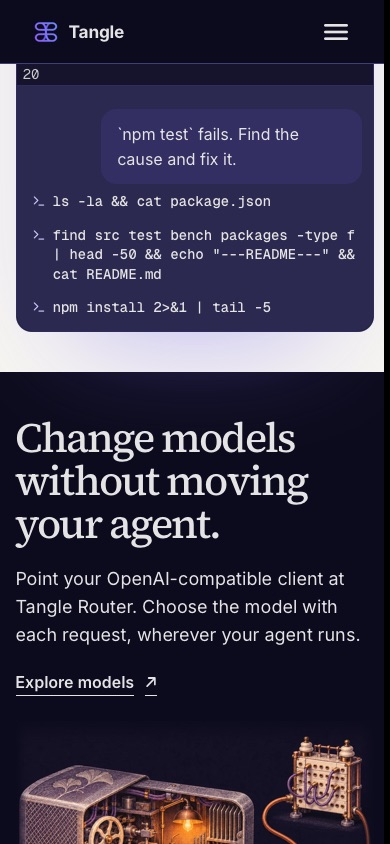 Tangle
20
`npm test` fails. Find the
cause and fix it.
>_ ls -la && cat package.json
>_ find src test bench packages -type f
| head -50 && echo "---README---" &&
cat README.md
>_ npm install 2>&1 | tail -5
Change models
without moving
your agent.
Point your OpenAI-compatible client at
Tangle Router. Choose the model with
each request, wherever your agent runs.
Explore models ↗